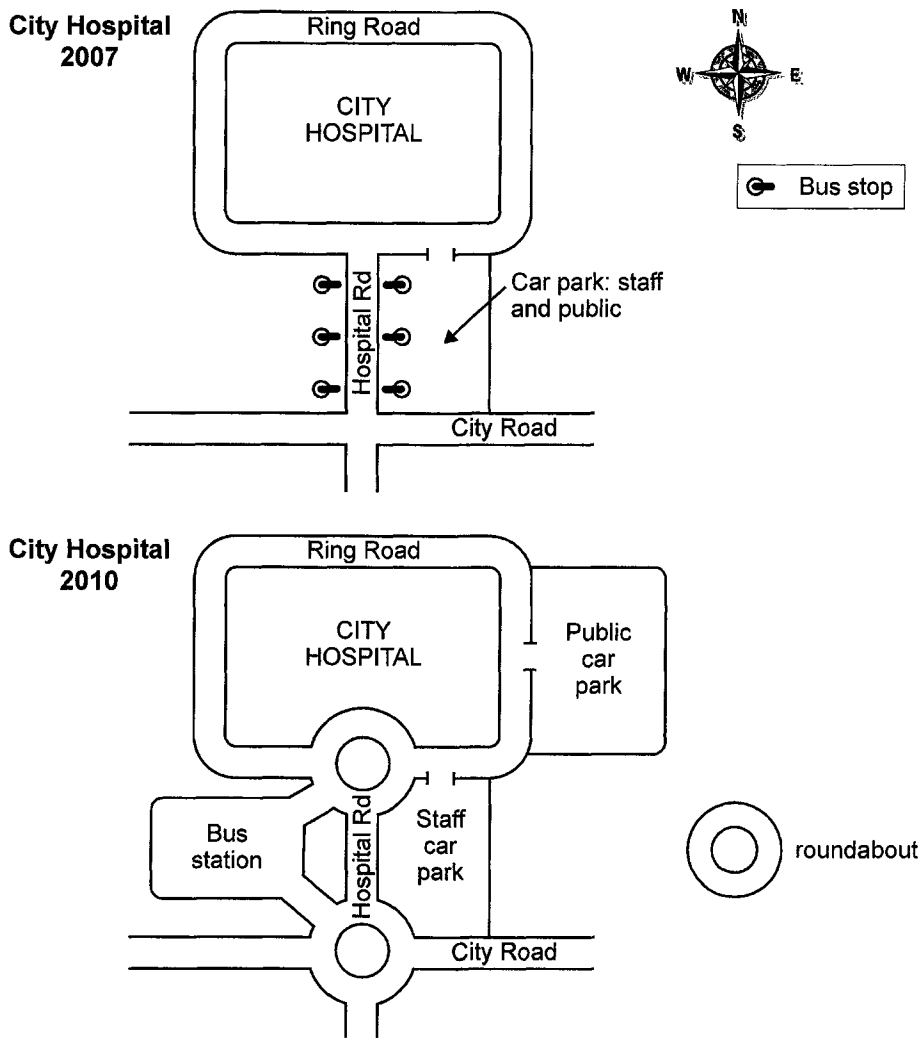 City Hospital
2007
Ring Road
CITY
HOSPITAL
N
W
E
S
Bus stop
Hospital Rd
Car park: staff
and public
City Road
City Hospital
2010
Ring Road
CITY
HOSPITAL
Public
car
park
Bus
station
Hospital Rd
Staff
car
park
roundabout
City Road